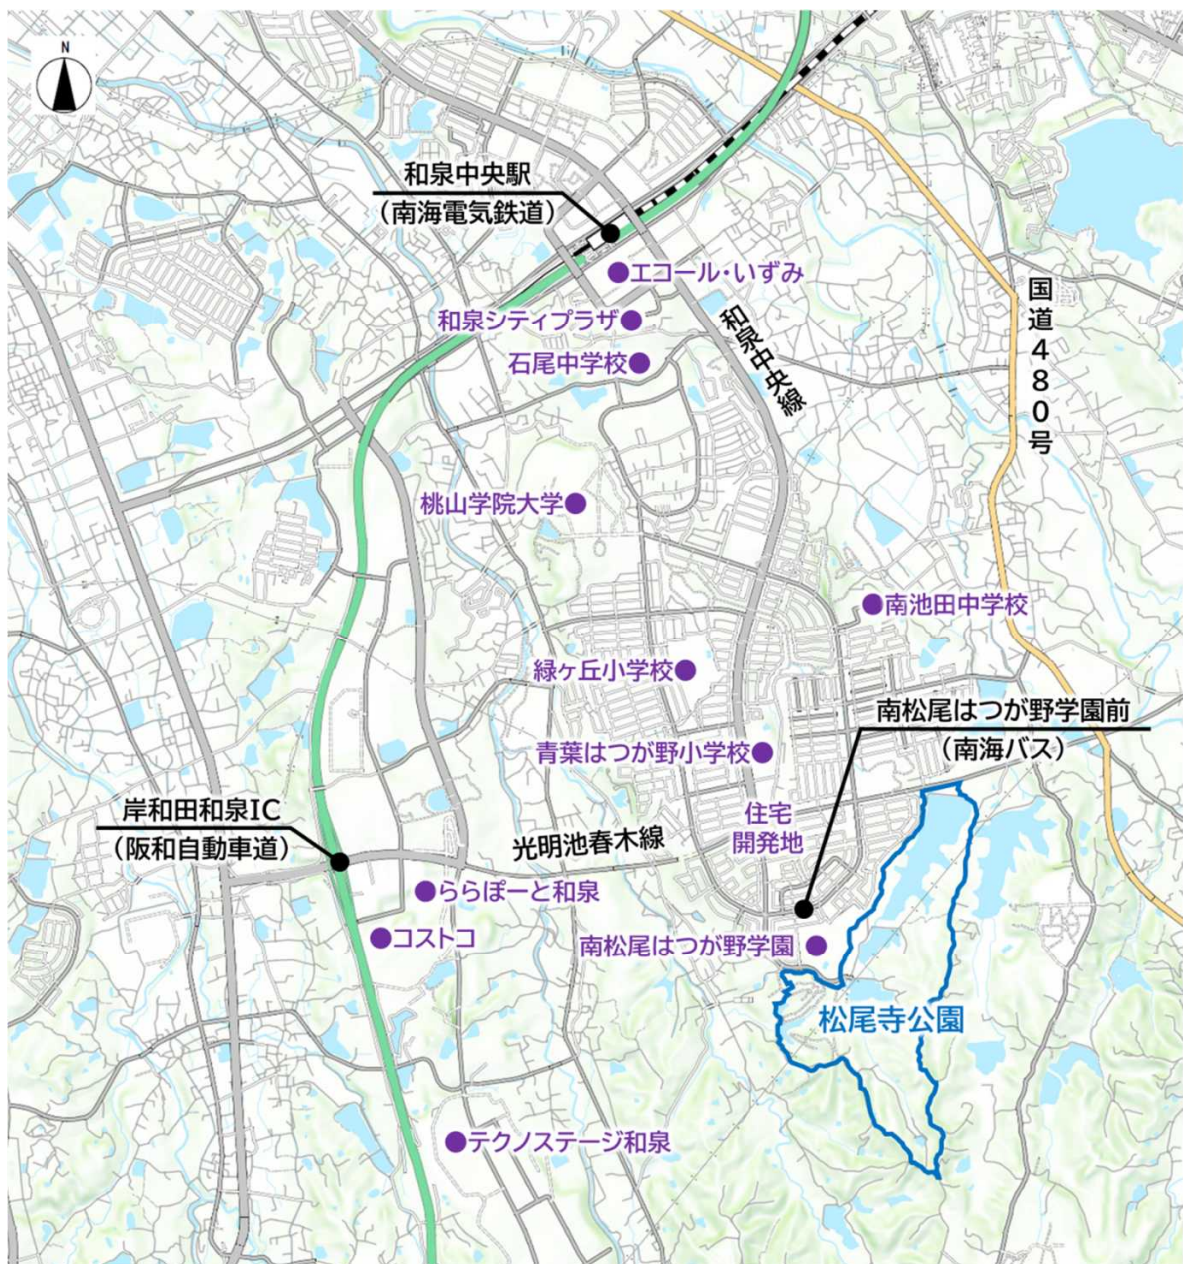 N
和泉中央駅
(南海電気鉄道)
エコール・いずみ
和泉シティプラザ
石尾中学校
和泉中央線
国道480号
桃山学院大学
南池田中学校
緑ヶ丘小学校
南松尾はつが野学園前
(南海バス)
青葉はつが野小学校
住宅
開発地
岸和田和泉IC
(阪和自動車道)
光明池春木線
ららぽーと和泉
コストコ
南松尾はつが野学園
松尾寺公園
テクノステージ和泉